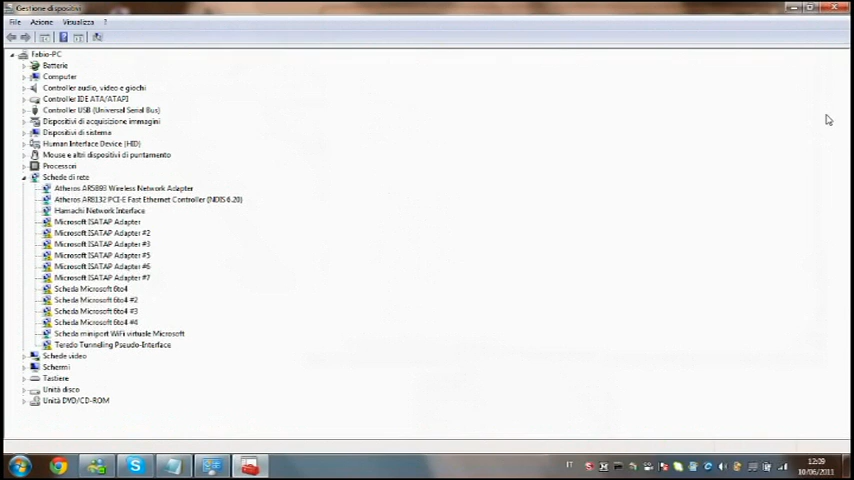 Gestione dispositivi
File Azione Visualizza ?
Fabio-PC
Batterie
Computer
Controller audio, video e giochi
Controller IDE ATA/ATAPI
Controller USB (Universal Serial Bus)
Dispositivi di acquisizione immagini
Dispositivi di sistema
Human Interface Device (HID)
Mouse e altri dispositivi di puntamento
Processori
Schede di rete
Atheros AR5B93 Wireless Network Adapter
Atheros AR8132 PCI-E Fast Ethernet Controller (NDIS 6.20)
Hamachi Network Interface
Microsoft ISATAP Adapter
Microsoft ISATAP Adapter #2
Microsoft ISATAP Adapter #3
Microsoft ISATAP Adapter #5
Microsoft ISATAP Adapter #6
Microsoft ISATAP Adapter #7
Scheda Microsoft 6to4
Scheda Microsoft 6to4 #2
Scheda Microsoft 6to4 #3
Scheda Microsoft 6to4 #4
Scheda miniport WiFi virtuale Microsoft
Teredo Tunneling Pseudo-Interface
Schede video
Schermi
Tastiere
Unità disco
Unità DVD/CD-ROM
IT
12:09
10/06/2011